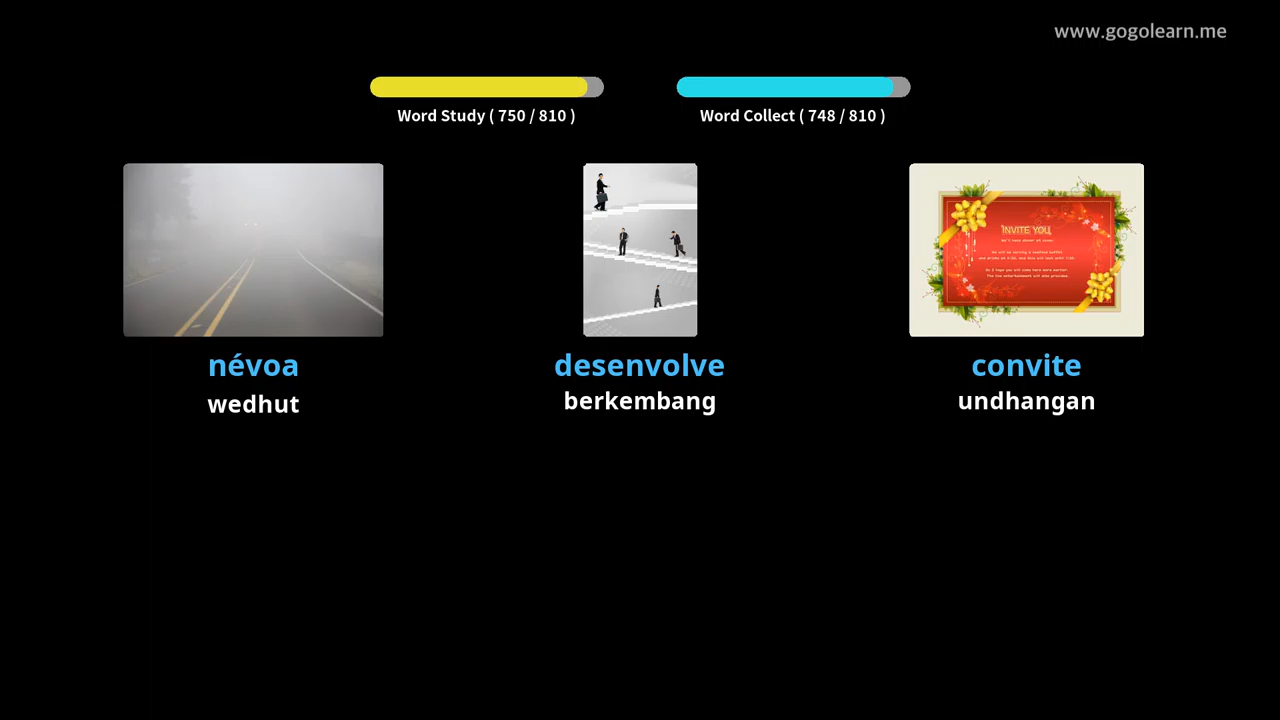 www.gogolearn.me
Word Study ( 750 / 810 )
Word Collect ( 748 / 810 )
INVITE YOU
névoa
desenvolve
convite
wedhut
berkembang
undhangan